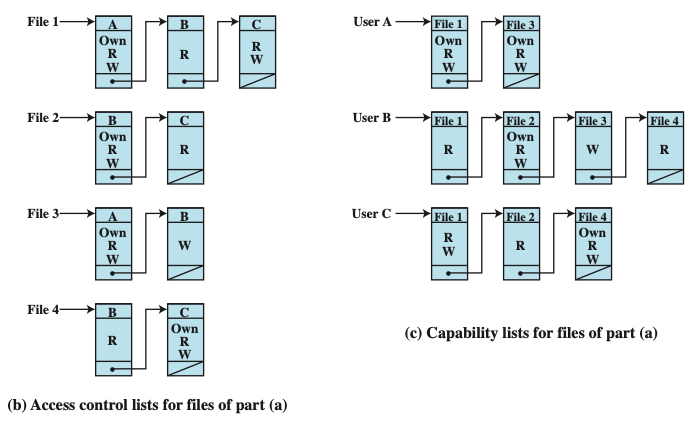 File 1
A
Own
R
W
B
R
C
R
W
File 2
B
Own
R
W
C
R
File 3
A
Own
R
W
B
W
File 4
B
R
C
Own
R
W
(b) Access control lists for files of part (a)
User A
File 1
Own
R
W
File 3
Own
R
W
User B
File 1
R
File 2
Own
R
W
File 3
W
File 4
R
User C
File 1
R
W
File 2
R
File 4
Own
R
W
(c) Capability lists for files of part (a)